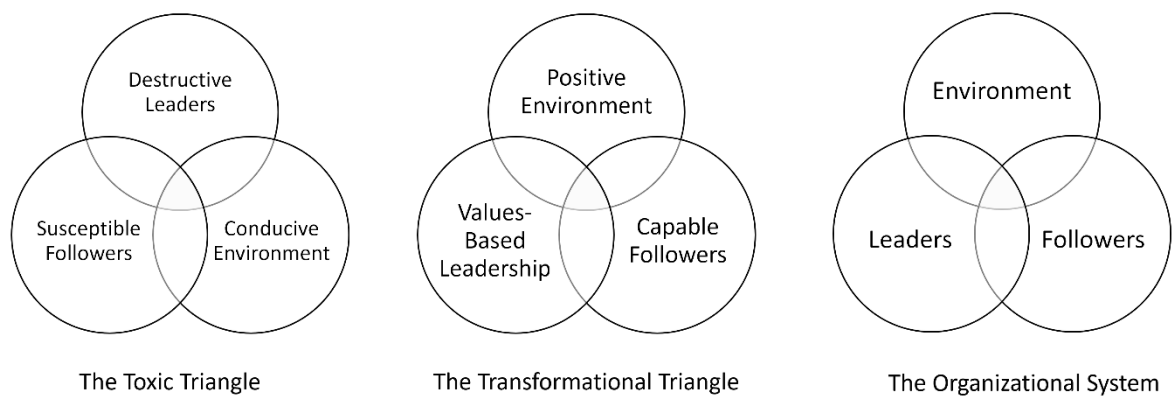 Destructive
Leaders
Susceptible
Followers
Conducive
Environment
The Toxic Triangle
Positive
Environment
Values-
Based
Leadership
Capable
Followers
The Transformational Triangle
Environment
Leaders
Followers
The Organizational System